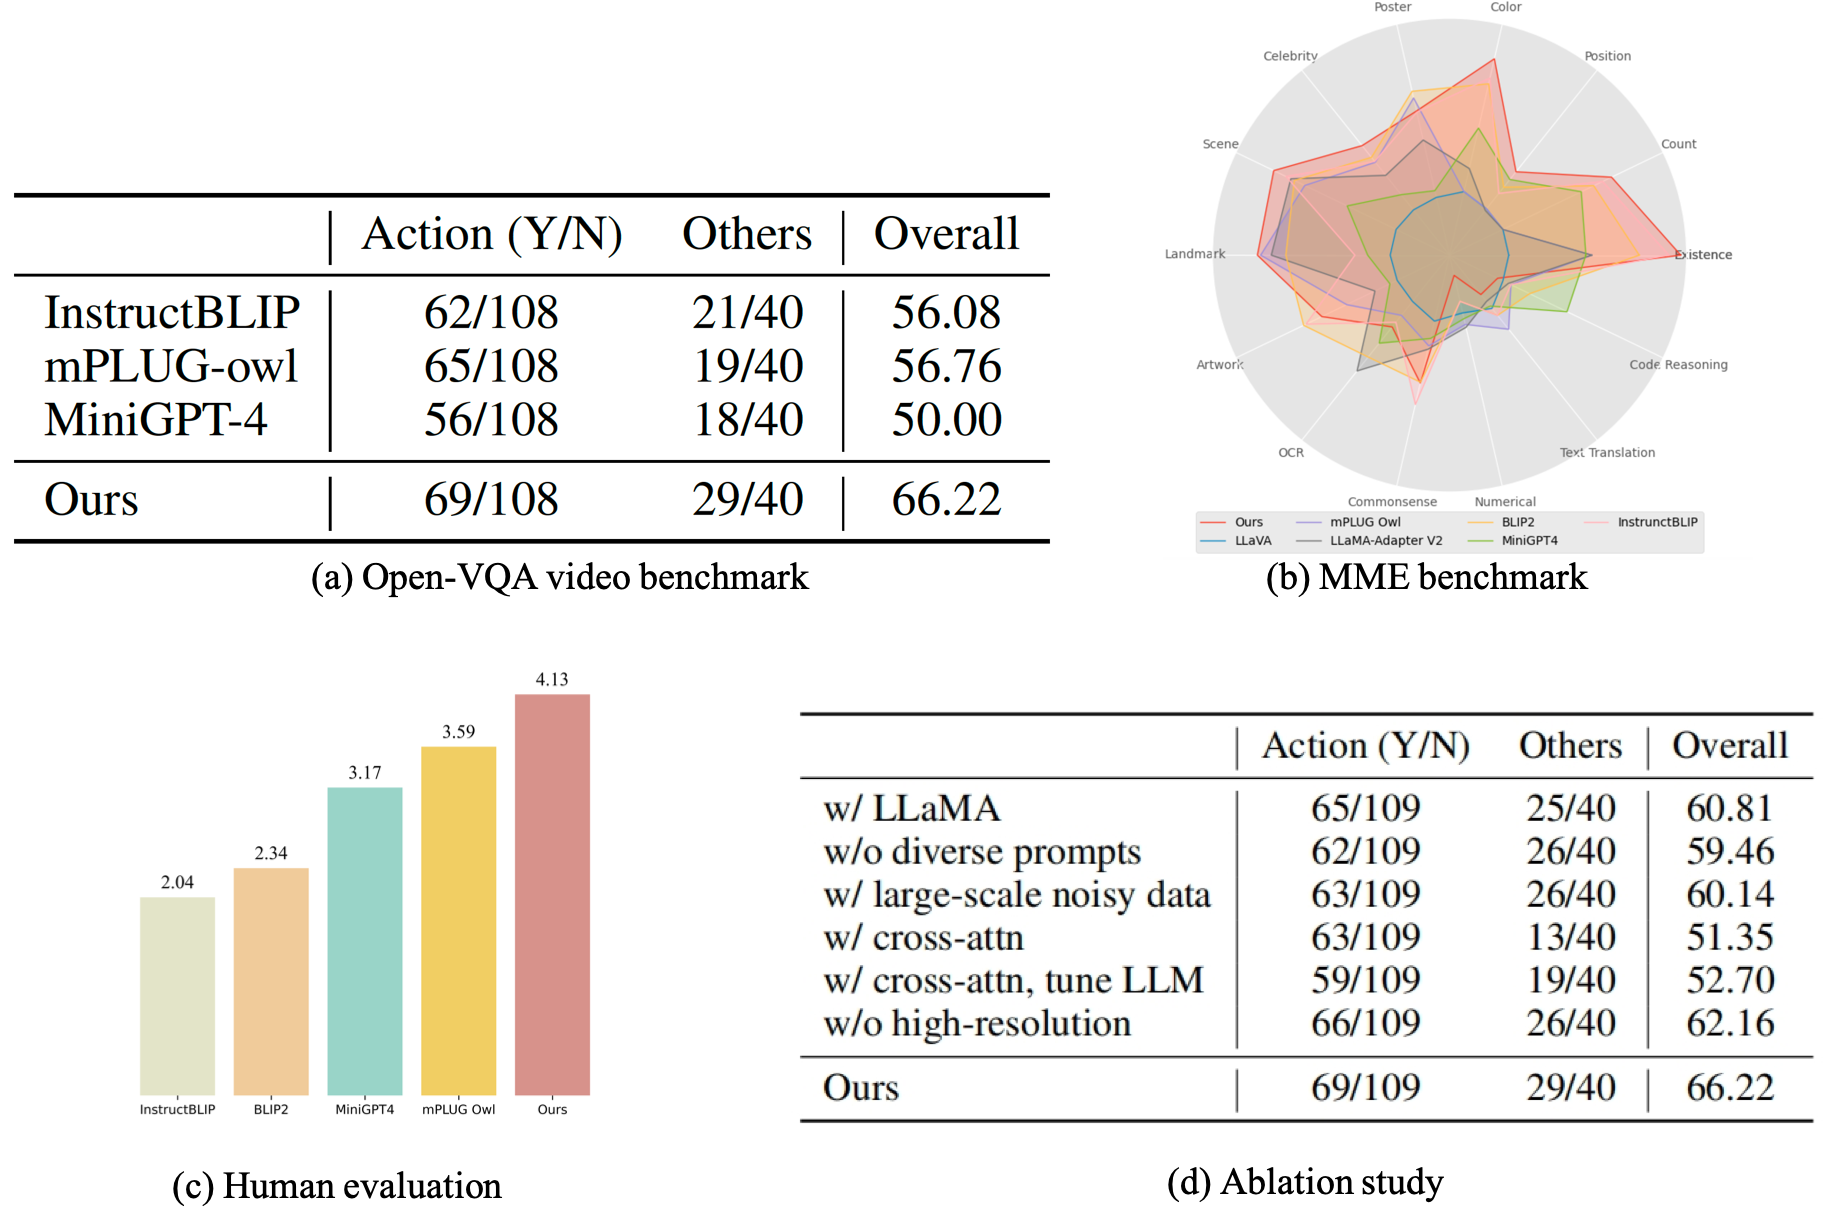 Action (Y/N) Others Overall
InstructBLIP 62/108 21/40 56.08
mPLUG-owl 65/108 19/40 56.76
MiniGPT-4 56/108 18/40 50.00
Ours 69/108 29/40 66.22
(a) Open-VQA video benchmark
Poster Color
Celebrity Position
Scene Count
Landmark Existence
Artwork Code Reasoning
OCR Text Translation
Commonsense Numerical
Ours mPLUG Owl BLIP2 InstrunctBLIP
LLaVA LLaMA-Adapter V2 MiniGPT4
(b) MME benchmark
4.13
3.59
3.17
2.34
2.04
InstructBLIP BLIP2 MiniGPT4 mPLUG Owl Ours
(c) Human evaluation
Action (Y/N) Others Overall
w/ LLaMA 65/109 25/40 60.81
w/o diverse prompts 62/109 26/40 59.46
w/ large-scale noisy data 63/109 26/40 60.14
w/ cross-attn 63/109 13/40 51.35
w/ cross-attn, tune LLM 59/109 19/40 52.70
w/o high-resolution 66/109 26/40 62.16
Ours 69/109 29/40 66.22
(d) Ablation study